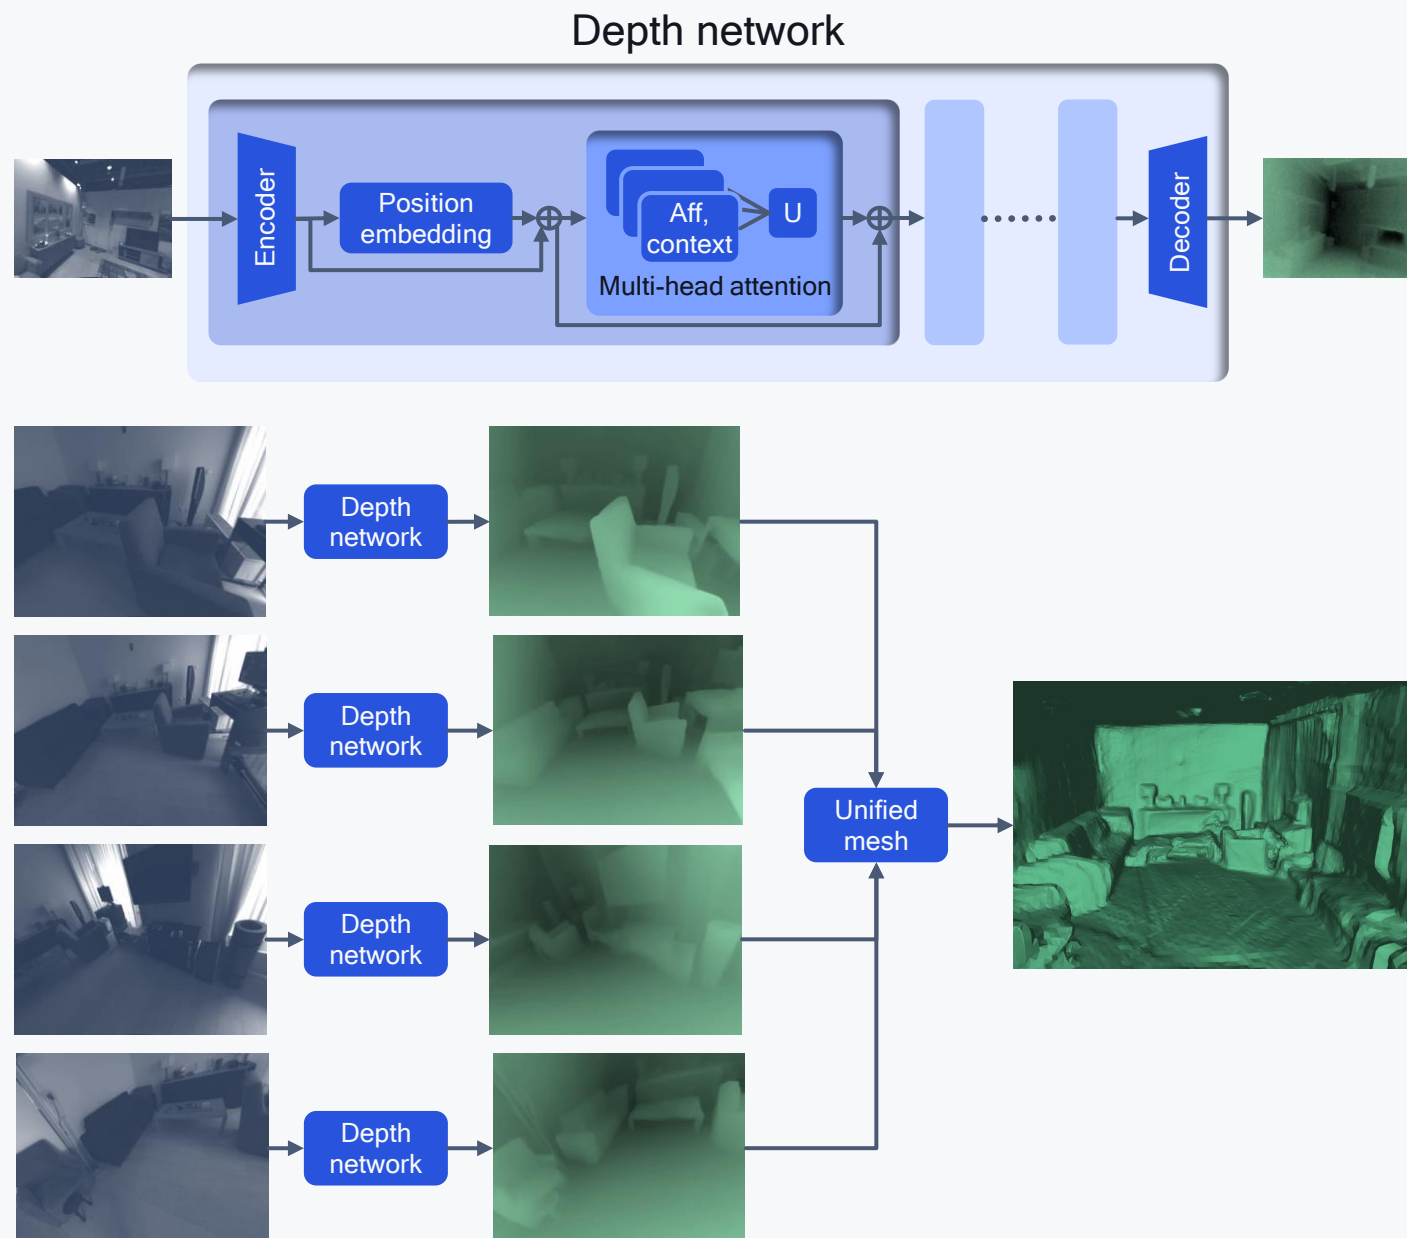 Depth network
Encoder
Position
embedding
Aff,
context
U
Multi-head attention
Decoder
Depth
network
Depth
network
Unified
mesh
Depth
network
Depth
network